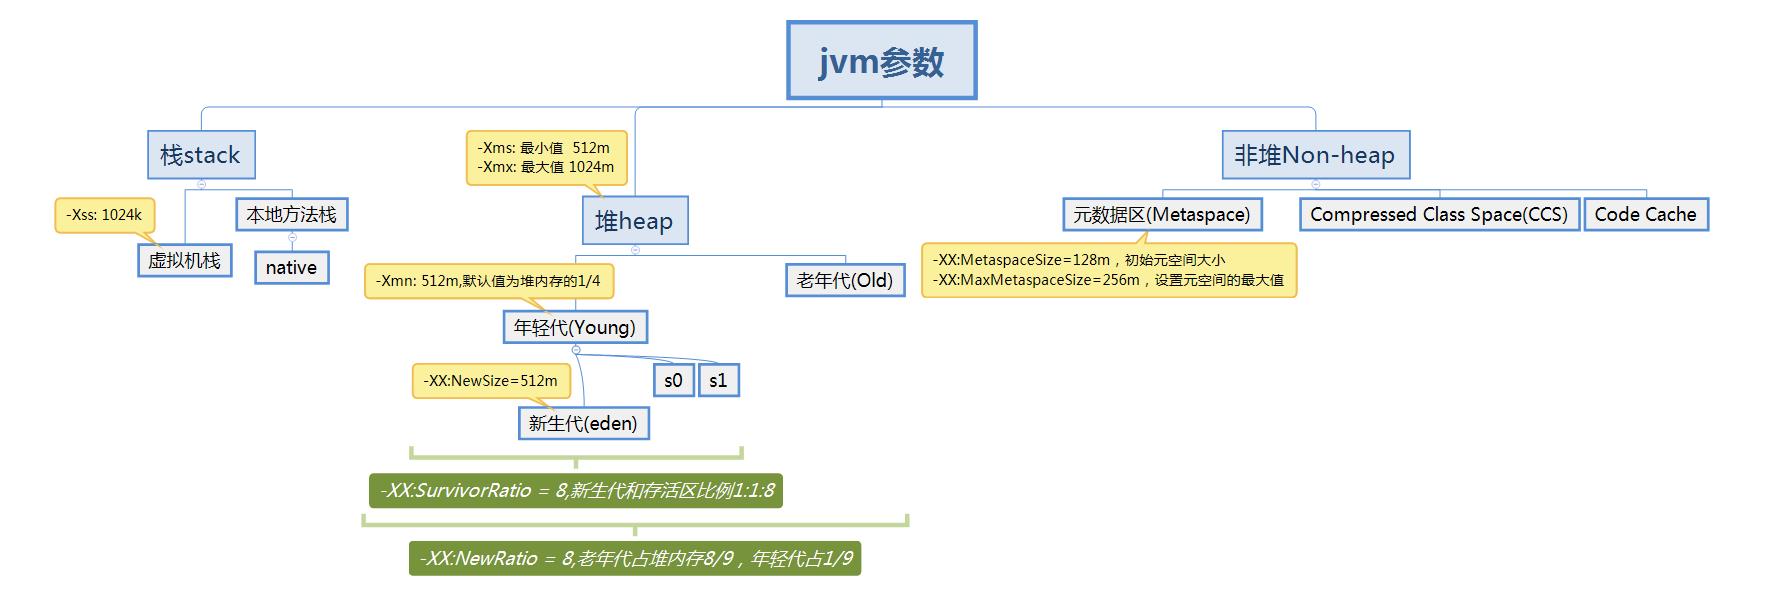 jvm参数
栈stack
-Xss: 1024k
虚拟机栈
本地方法栈
native
-Xms: 最小值 512m
-Xmx: 最大值 1024m
堆heap
-Xmn: 512m,默认值为堆内存的1/4
年轻代(Young)
老年代(Old)
-XX:NewSize=512m
新生代(eden)
s0
s1
-XX:SurvivorRatio = 8,新生代和存活区比例1:1:8
-XX:NewRatio = 8,老年代占堆内存8/9，年轻代占1/9
非堆Non-heap
元数据区(Metaspace)
-XX:MetaspaceSize=128m，初始元空间大小
-XX:MaxMetaspaceSize=256m，设置元空间的最大值
Compressed Class Space(CCS)
Code Cache